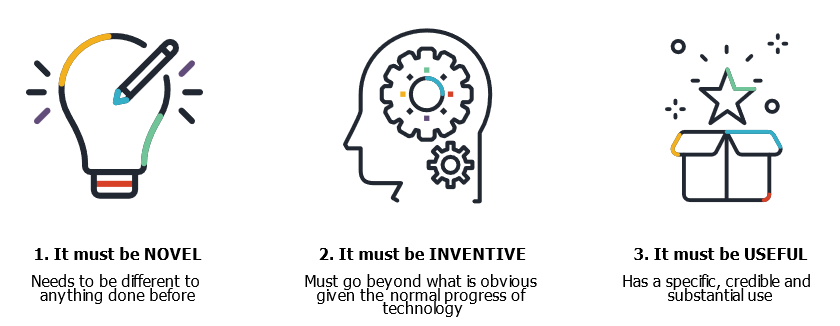 1. It must be NOVEL
Needs to be different to
anything done before
2. It must be INVENTIVE
Must go beyond what is obvious
given the normal progress of
technology
3. It must be USEFUL
Has a specific, credible and
substantial use